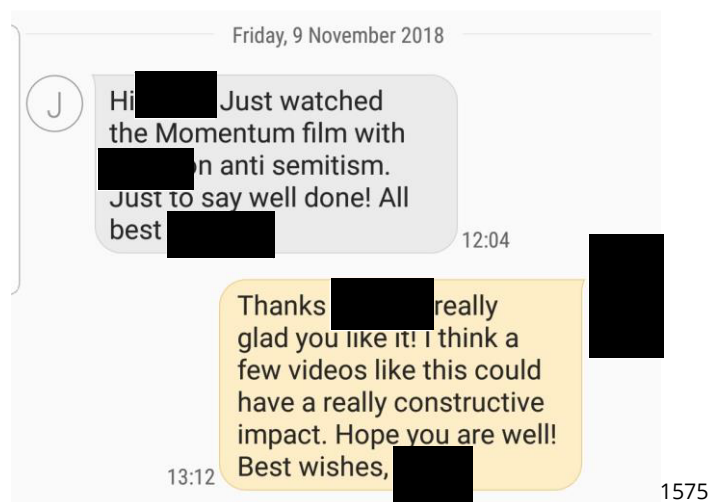 Friday, 9 November 2018
J
Hi Just watched
the Momentum film with
n anti semitism.
Just to say well done! All
best
12:04
Thanks really
glad you like it! I think a
few videos like this could
have a really constructive
impact. Hope you are well!
Best wishes,
13:12
1575